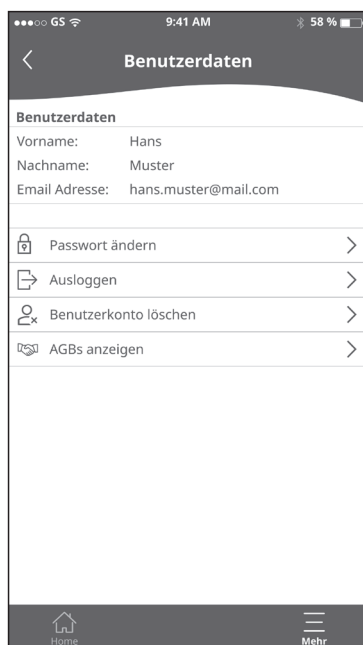 GS 9:41 AM 58 %
Benutzerdaten
Benutzerdaten
Vorname: Hans
Nachname: Muster
Email Adresse: hans.muster@mail.com
Passwort ändern
Ausloggen
Benutzerkonto löschen
AGBs anzeigen
Home Mehr